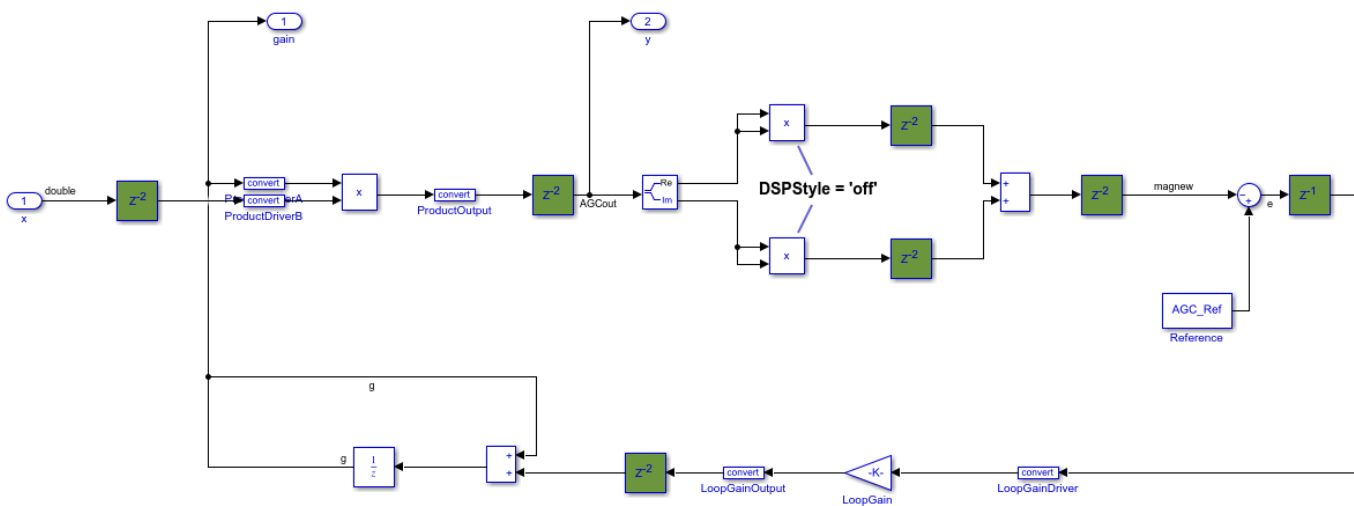 1
gain
2
y
x
Z-2
Z-2
Re
DSPStyle = 'off'
+
+
Z-2
magnew
−
+
e
Z-1
1
x
double
Z-2
convert
convert
ProductDriverB
x
convert
ProductOutput
Z-2
AGCout
Im
x
Z-2
AGC_Ref
Reference
g
g
1
z
+
+
Z-2
convert
LoopGainOutput
-K-
LoopGain
convert
LoopGainDriver